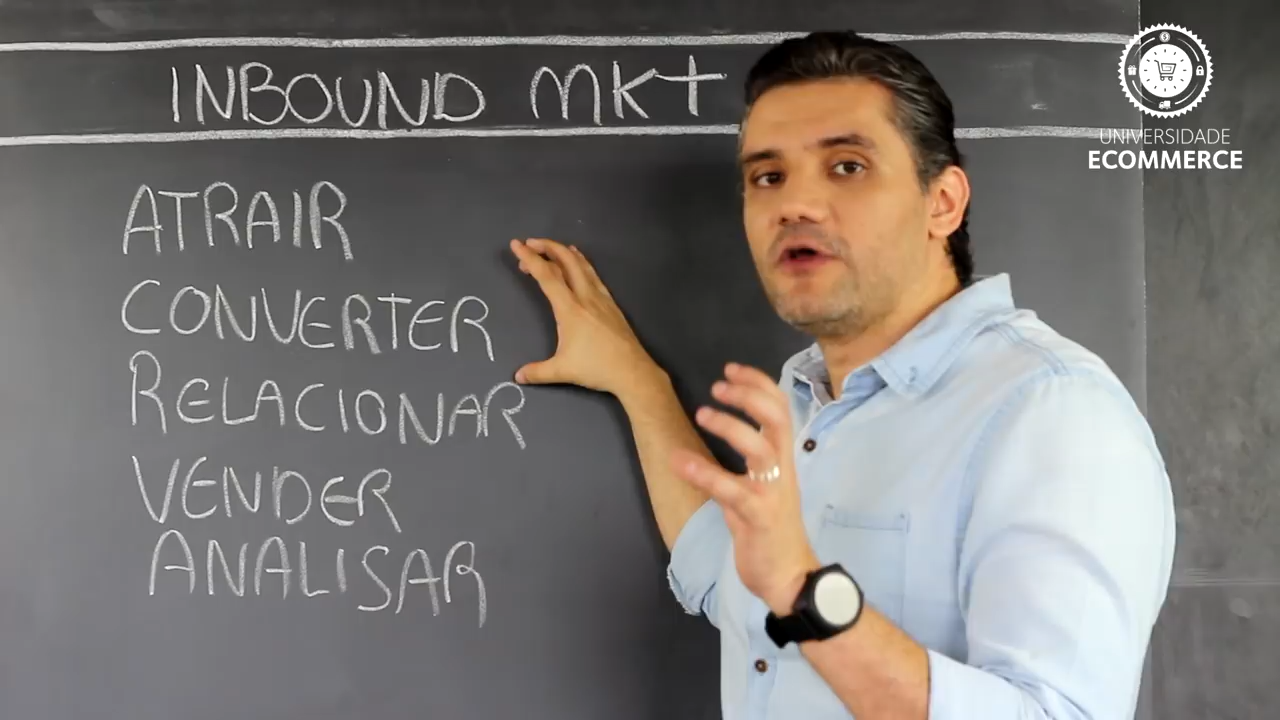 INBOUND MKT
UNIVERSIDADE
ECOMMERCE
ATRAIR
CONVERTER
RELACIONAR
VENDER
ANALISAR